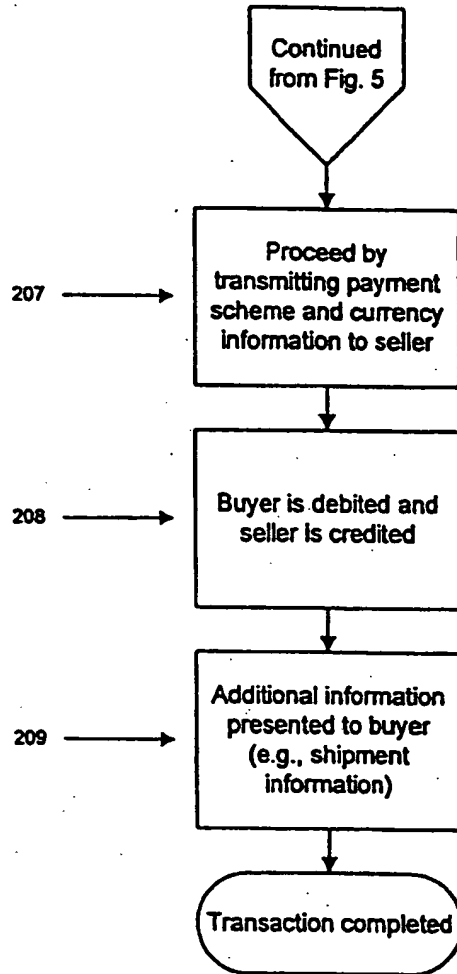 Continued
from Fig. 5
207
Proceed by
transmitting payment
scheme and currency
information to seller
208
Buyer is debited and
seller is credited
209
Additional information
presented to buyer
(e.g., shipment
information)
Transaction completed